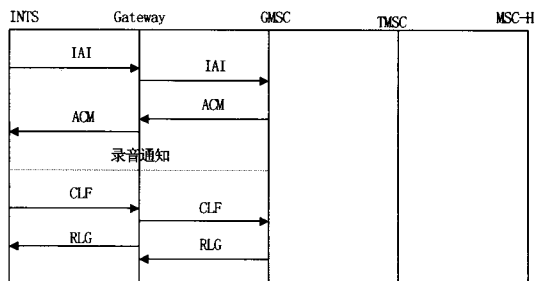 INTS Gateway GMSC TMSC MSC-H
IAI
IAI
ACM
ACM
录音通知
CLF
CLF
RLG
RLG